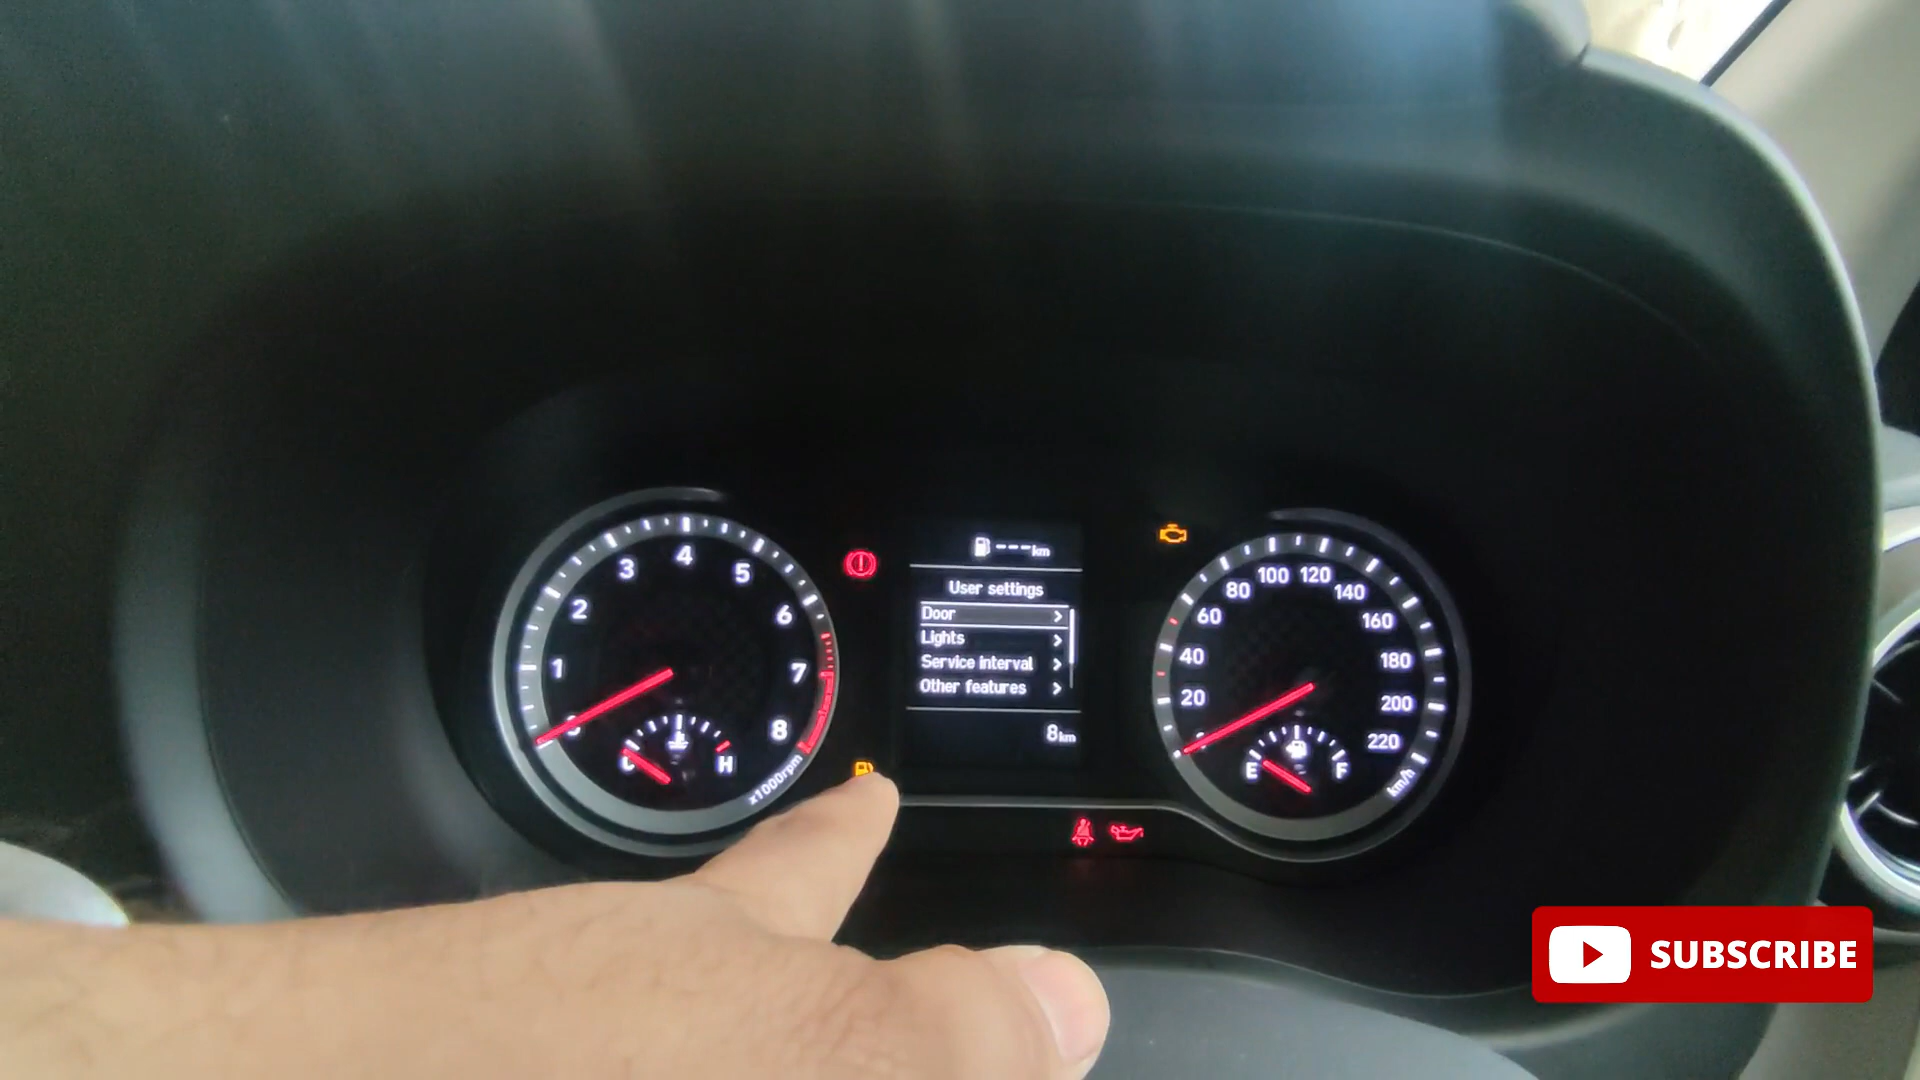 ---km
User settings
Door >
Lights >
Service interval >
Other features >
8km
1
2
3
4
5
6
7
8
x1000rpm
C
H
20
40
60
80
100
120
140
160
180
200
220
km/h
E
F
SUBSCRIBE